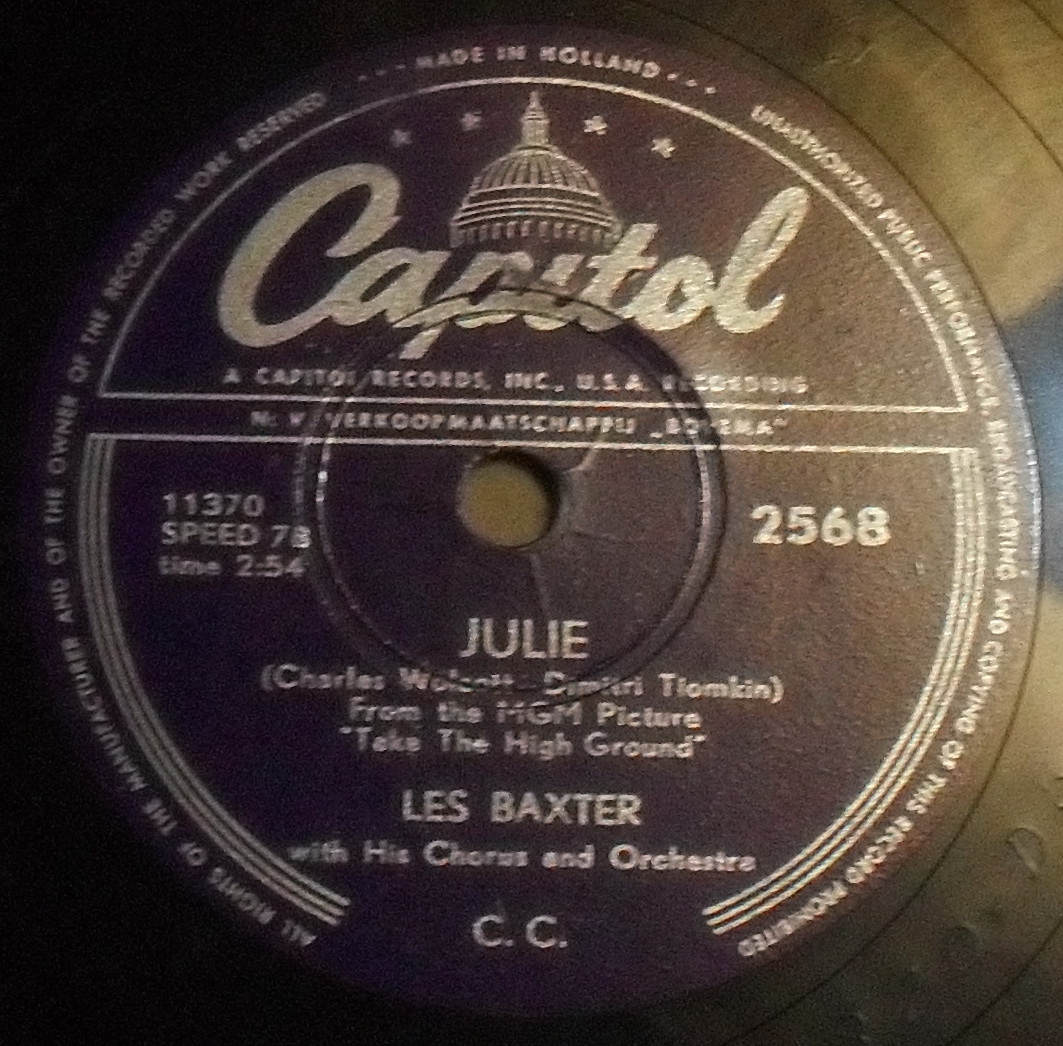 - - - MADE IN HOLLAND - - -
Capitol
A CAPITOL RECORDS, INC., U.S.A. RECORDING
N. V. VERKOOPMAATSCHAPPIJ „BOVEMA"
11370
SPEED 78
time 2:54
2568
JULIE
(Charles Wolcott - Dimitri Tiomkin)
From the MGM Picture
"Take The High Ground"
LES BAXTER
with His Chorus and Orchestra
C. C.
ALL RIGHTS OF THE MANUFACTURER AND OF THE OWNER OF THE RECORDED WORK RESERVED
UNAUTHORIZED PUBLIC PERFORMANCE, BROADCASTING AND COPYING OF THIS RECORD PROHIBITED